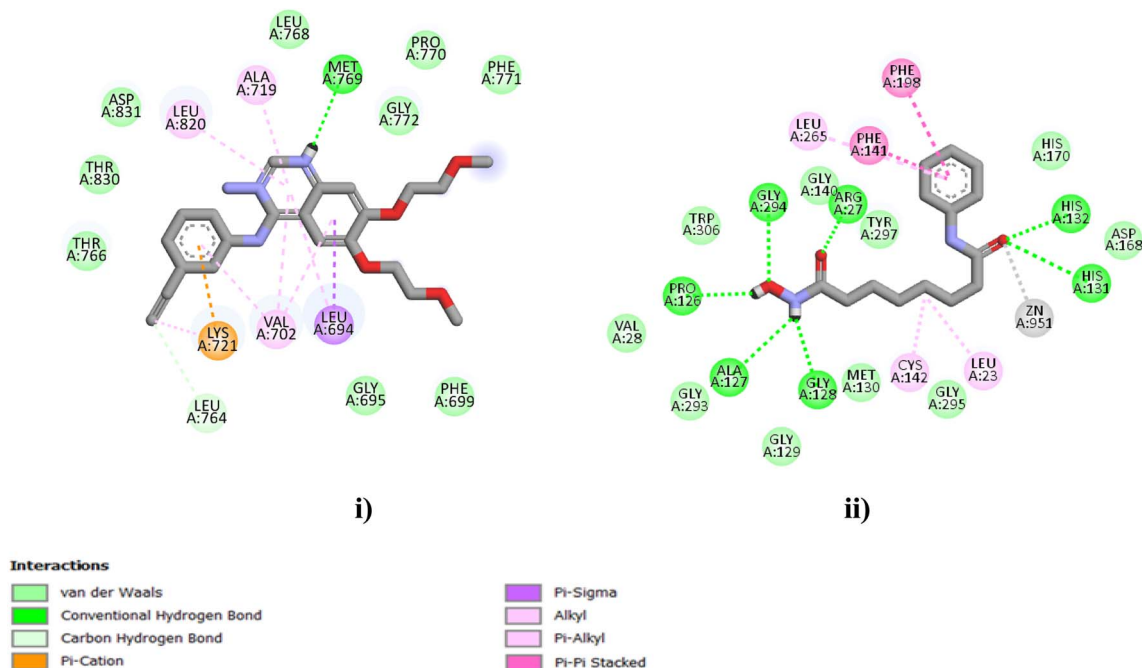 LEU
A:768
MET
A:769
PRO
A:770
PHE
A:771
ALA
A:719
ASP
A:831
LEU
A:820
GLY
A:772
THR
A:830
THR
A:766
LYS
A:721
VAL
A:702
LEU
A:694
LEU
A:764
GLY
A:695
PHE
A:699
i)
PHE
A:198
LEU
A:265
PHE
A:141
HIS
A:170
GLY
A:140
GLY
A:294
ARG
A:27
HIS
A:132
TRP
A:306
TYR
A:297
ASP
A:168
HIS
A:131
PRO
A:126
ZN
A:951
VAL
A:28
ALA
A:127
GLY
A:128
MET
A:130
CYS
A:142
LEU
A:23
GLY
A:293
GLY
A:295
GLY
A:129
ii)
Interactions
van der Waals
Conventional Hydrogen Bond
Carbon Hydrogen Bond
Pi-Cation
Pi-Sigma
Alkyl
Pi-Alkyl
Pi-Pi Stacked